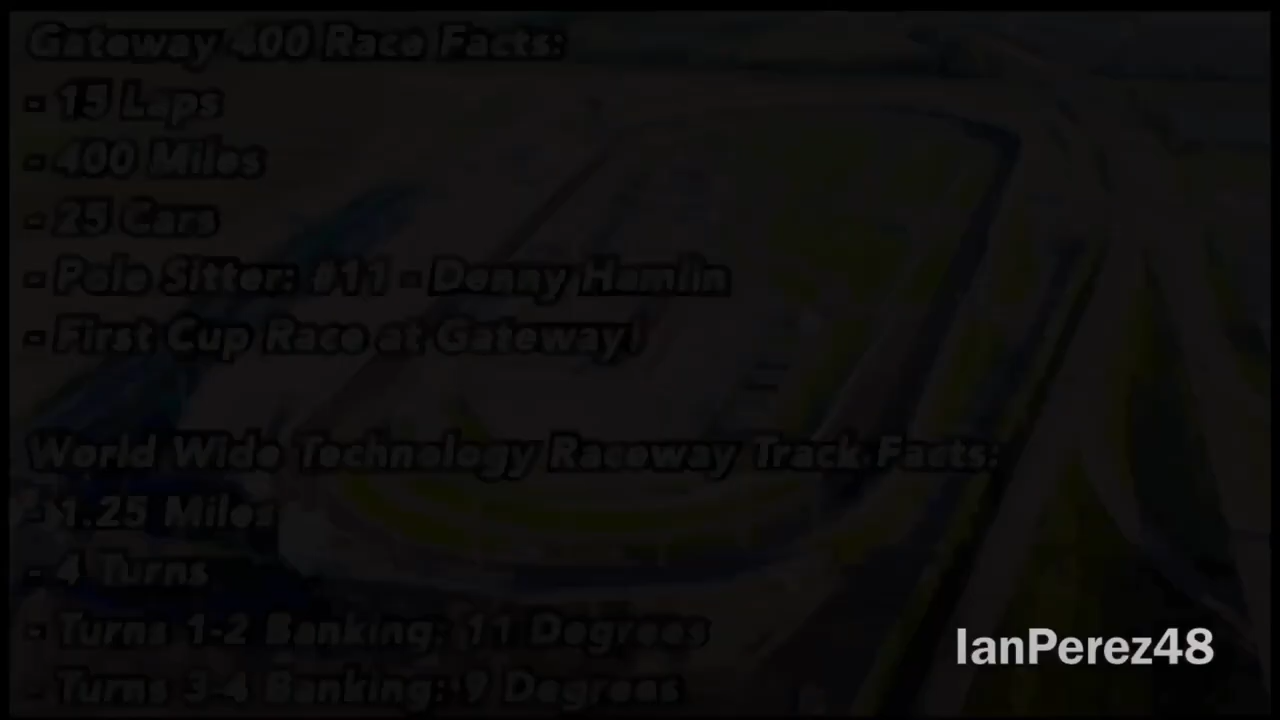 Gateway 400 Race Facts:
- 15 Laps
- 400 Miles
- 25 Cars
- Pole Sitter: #11 - Denny Hamlin
- First Cup Race at Gateway!
World Wide Technology Raceway Track Facts:
- 1.25 Miles
- 4 Turns
- Turns 1-2 Banking: 11 Degrees
- Turns 3-4 Banking: 9 Degrees
IanPerez48